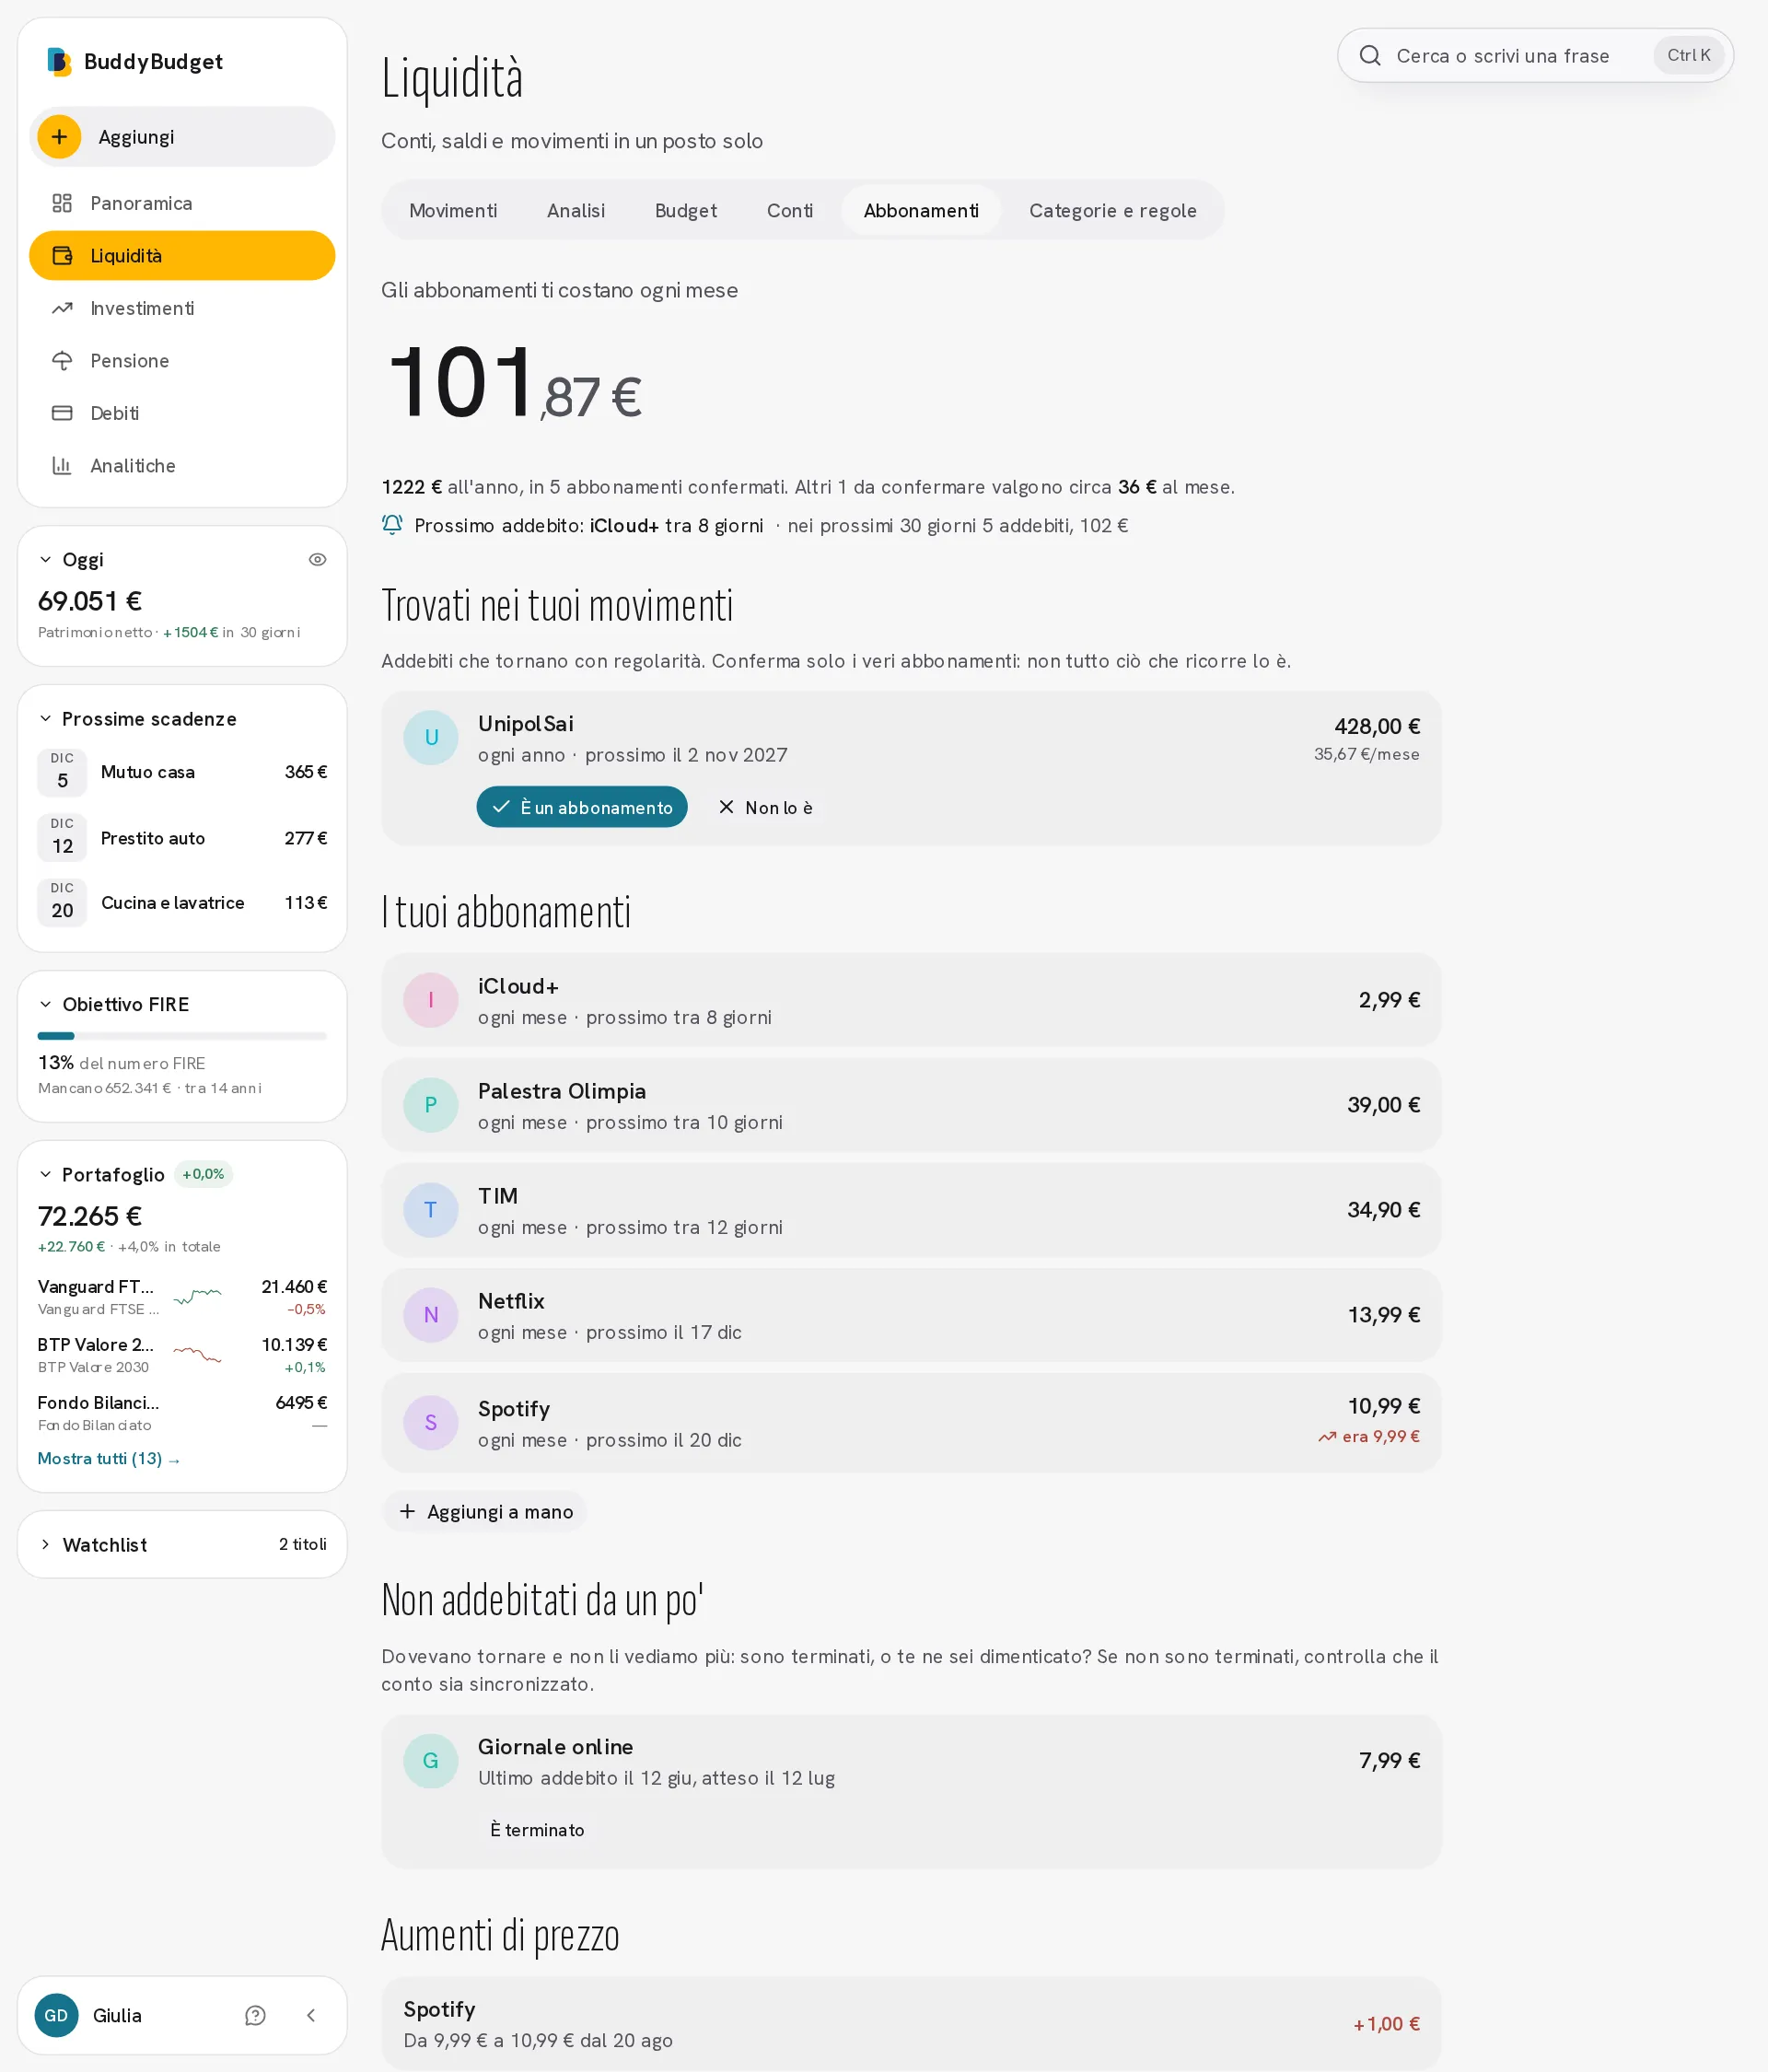 BuddyBudget
Aggiungi
Panoramica
Liquidità
Investimenti
Pensione
Debiti
Analitiche
Oggi
69.051 €
Patrimonio netto · +1504 € in 30 giorni
Prossime scadenze
DIC
5
Mutuo casa
365 €
DIC
12
Prestito auto
277 €
DIC
20
Cucina e lavatrice
113 €
Obiettivo FIRE
13% del numero FIRE
Mancano 652.341 € · tra 14 anni
Portafoglio
+0,0%
72.265 €
+22.760 € · +4,0% in totale
Vanguard FT...
21.460 €
Vanguard FTSE ...
-0,5%
BTP Valore 2...
10.139 €
BTP Valore 2030
+0,1%
Fondo Bilanci...
6495 €
Fondo Bilanciato
—
Mostra tutti (13) →
Watchlist
2 titoli
GD
Giulia
Liquidità
Cerca o scrivi una frase
Ctrl K
Conti, saldi e movimenti in un posto solo
Movimenti
Analisi
Budget
Conti
Abbonamenti
Categorie e regole
Gli abbonamenti ti costano ogni mese
101,87 €
1222 € all'anno, in 5 abbonamenti confermati. Altri 1 da confermare valgono circa 36 € al mese.
Prossimo addebito: iCloud+ tra 8 giorni · nei prossimi 30 giorni 5 addebiti, 102 €
Trovati nei tuoi movimenti
Addebiti che tornano con regolarità. Conferma solo i veri abbonamenti: non tutto ciò che ricorre lo è.
U
UnipolSai
428,00 €
ogni anno · prossimo il 2 nov 2027
35,67 €/mese
È un abbonamento
Non lo è
I tuoi abbonamenti
I
iCloud+
2,99 €
ogni mese · prossimo tra 8 giorni
P
Palestra Olimpia
39,00 €
ogni mese · prossimo tra 10 giorni
T
TIM
34,90 €
ogni mese · prossimo tra 12 giorni
N
Netflix
13,99 €
ogni mese · prossimo il 17 dic
S
Spotify
10,99 €
ogni mese · prossimo il 20 dic
era 9,99 €
Aggiungi a mano
Non addebitati da un po'
Dovevano tornare e non li vediamo più: sono terminati, o te ne sei dimenticato? Se non sono terminati, controlla che il
conto sia sincronizzato.
G
Giornale online
7,99 €
Ultimo addebito il 12 giu, atteso il 12 lug
È terminato
Aumenti di prezzo
Spotify
+1,00 €
Da 9,99 € a 10,99 € dal 20 ago